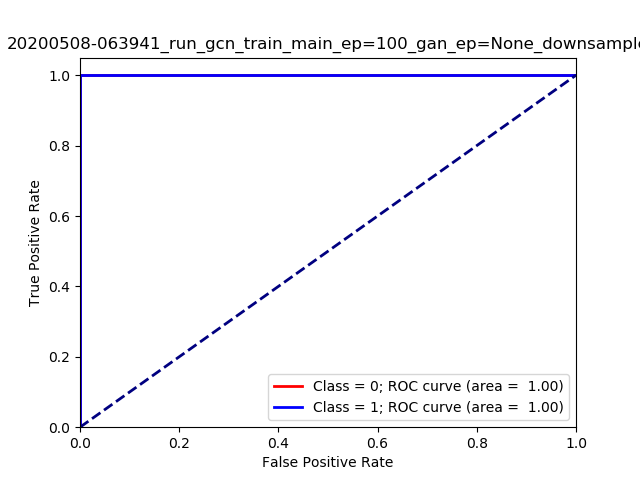 20200508-063941_run_gcn_train_main_ep=100_gan_ep=None_downsample
1.0
0.8
0.6
0.4
0.2
0.0
True Positive Rate
Class = 0; ROC curve (area =  1.00)
Class = 1; ROC curve (area =  1.00)
0.0 0.2 0.4 0.6 0.8 1.0
False Positive Rate